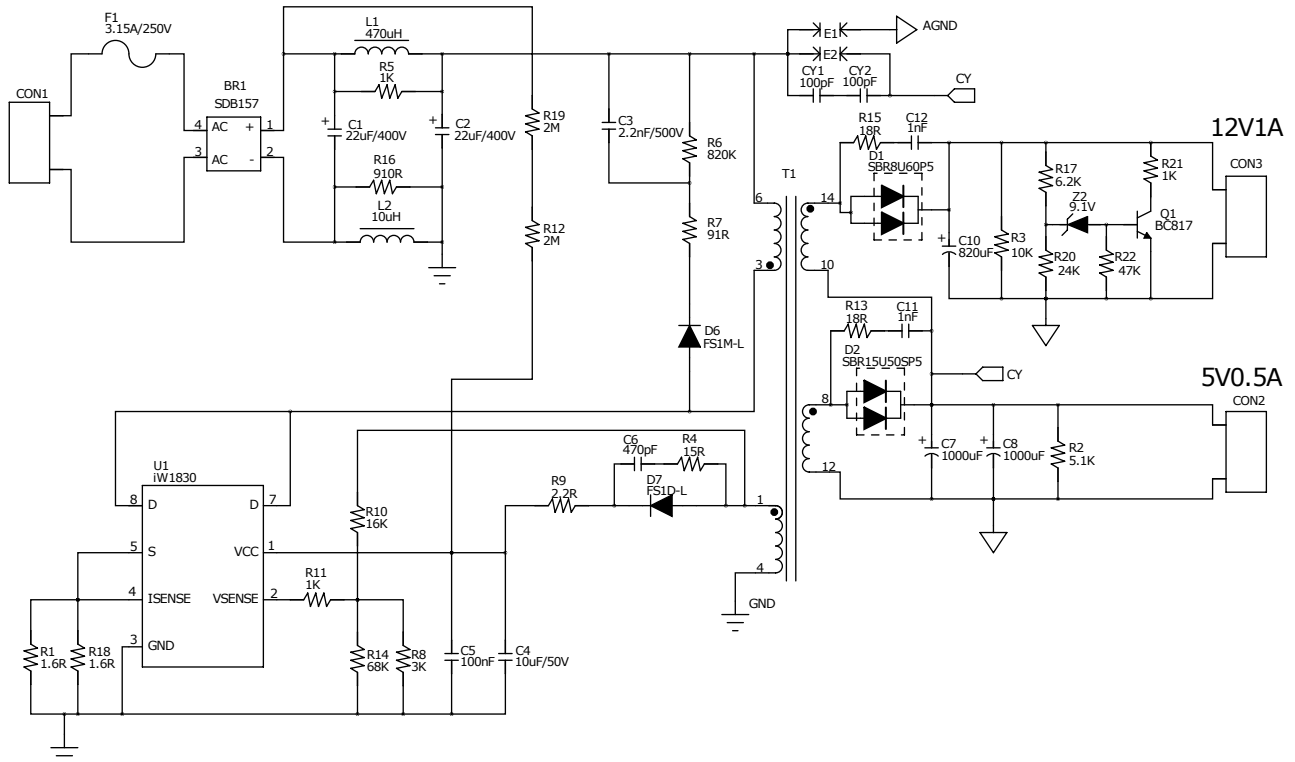 F1
3.15A/250V
CON1
BR1
SDB157
4 AC + 1
3 AC - 2
L1
470uH
R5
1K
+ C1
22uF/400V
+ C2
22uF/400V
R16
910R
L2
10uH
R19
2M
R12
2M
C3
2.2nF/500V
R6
820K
R7
91R
D6
FS1M-L
E1
AGND
E2
CY1
100pF
CY2
100pF
CY
T1
6
3
14
10
8
12
1
4
R15
18R
C12
1nF
D1
SBR8U60P5
+ C10
820uF
R3
10K
R17
6.2K
Z2
9.1V
R21
1K
Q1
BC817
R20
24K
R22
47K
12V1A
CON3
R13
18R
C11
1nF
D2
SBR15U50SP5
CY
5V0.5A
CON2
+ C7
1000uF
+ C8
1000uF
R2
5.1K
C6
470pF
R4
15R
D7
FS1D-L
R9
2.2R
GND
U1
iW1830
8 D D 7
5 S VCC 1
4 ISENSE VSENSE 2
3 GND
R10
16K
R11
1K
R1
1.6R
R18
1.6R
R14
68K
R8
3K
C5
100nF
C4
10uF/50V